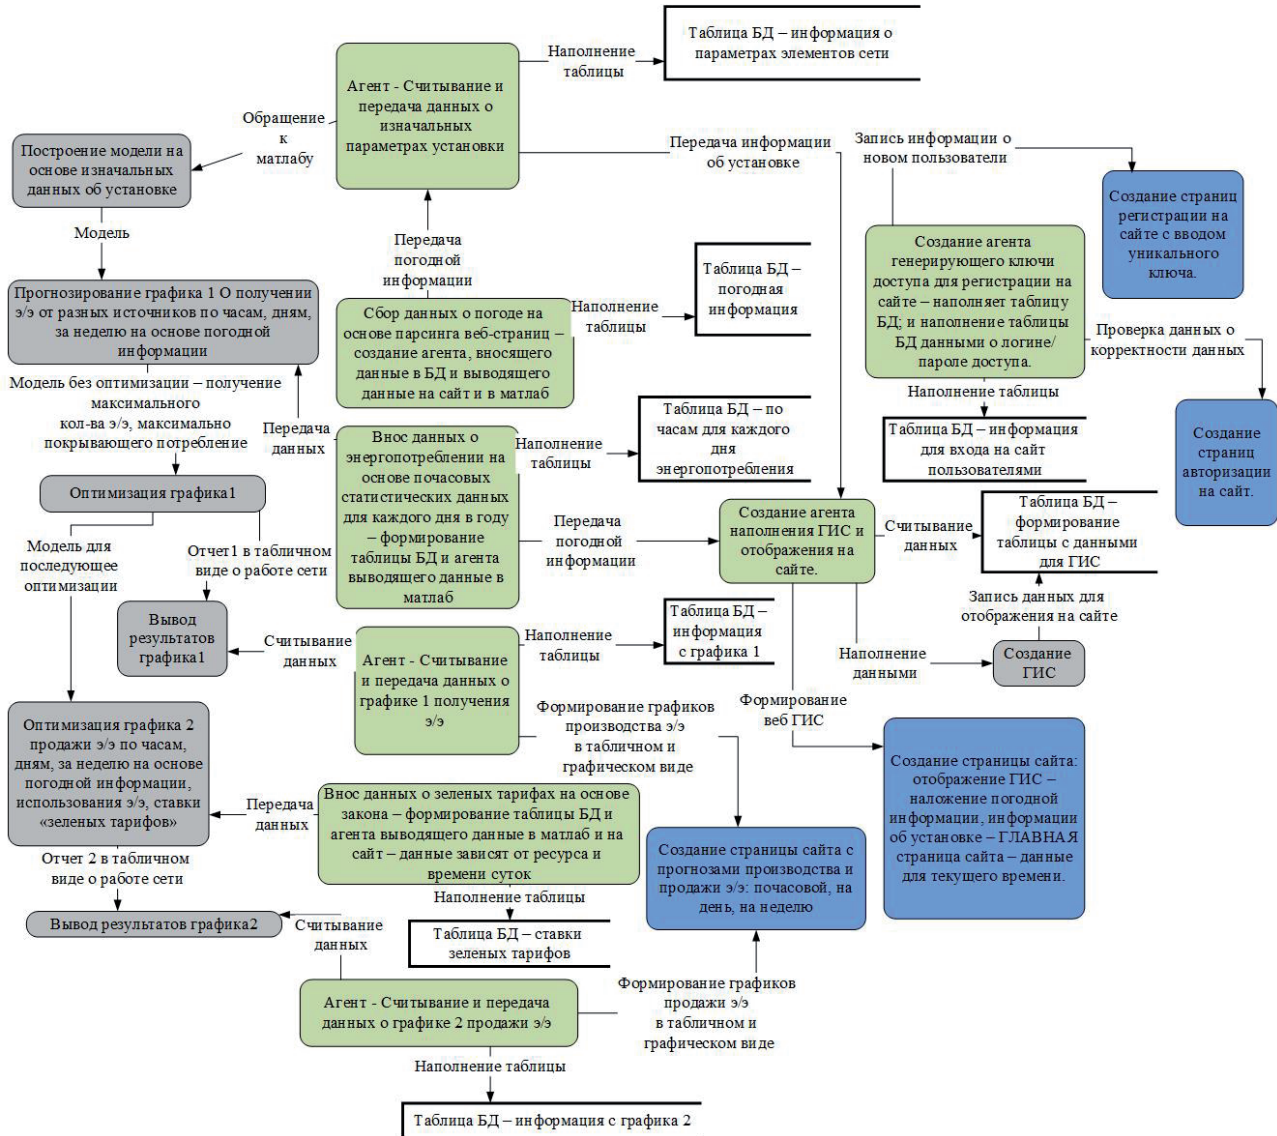 Таблица БД – информация о
параметрах элементов сети
Наполнение
таблицы
Агент - Считывание и
передача данных о
изначальных
параметрах установки
Обращение
к
матлабу
Построение модели на
основе изначальных
данных об установке
Передача информации
об установке
Запись информации о
новом пользователи
Создание страниц
регистрации на
сайте с вводом
уникального
ключа.
Модель
Передача
погодной
информации
Таблица БД –
погодная
информация
Создание агента
генерирующего ключи
доступа для регистрации на
сайте – наполняет таблицу
БД; и наполнение таблицы
БД данными о логине/
пароле доступа.
Прогнозирование графика 1 О получении
э/э от разных источников по часам, дням,
за неделю на основе погодной
информации
Сбор данных о погоде на
основе парсинга веб-страниц –
создание агента, вносящего
данные в БД и выводящего
данные на сайт и в матлаб
Наполнение
таблицы
Проверка данных о
корректности данных
Модель без оптимизации – получение
максимального
кол-ва э/э, максимально
покрывающего потребление
Передача
данных
Наполнение таблицы
Таблица БД – по
часам для каждого
дня
энергопотребления
Внос данных о
энергопотреблении на
основе почасовых
статистических данных
для каждого дня в году
– формирование
таблицы БД и агента
выводящего данные в
матлаб
Наполнение
таблицы
Таблица БД – информация
для входа на сайт
пользователями
Создание
страниц
авторизации
на сайт.
Оптимизация графика1
Таблица БД –
формирование
таблицы с данными
для ГИС
Создание агента
наполнения ГИС и
отображения на
сайте.
Считывание
данных
Передача
погодной
информации
Модель для
последующее
оптимизации
Отчет1 в табличном
виде о работе сети
Запись данных для
отображения на сайте
Вывод
результатов
графика1
Считывание
данных
Агент - Считывание
и передача данных о
графике 1 получения
э/э
Наполнение
таблицы
Таблица БД –
информация
с графика 1
Наполнение
данными
Создание
ГИС
Формирование
веб ГИС
Формирование графиков
производства э/э
в табличном и
графическом виде
Оптимизация графика 2
продажи э/э по часам,
дням, за неделю на основе
погодной информации,
использования э/э, ставки
«зеленых тарифов»
Передача
данных
Внос данных о зеленых тарифах на основе
закона – формирование таблицы БД и
агента выводящего данные в матлаб и на
сайт – данные зависят от ресурса и
времени суток
Создание страницы сайта:
отображение ГИС –
наложение погодной
информации, информации
об установке – ГЛАВНАЯ
страница сайта – данные
для текущего времени.
Создание страницы сайта с
прогнозами производства и
продажи э/э: почасовой, на
день, на неделю
Отчет 2 в табличном
виде о работе сети
Наполнение таблицы
Вывод результатов графика2
Считывание
данных
Таблица БД – ставки
зеленых тарифов
Агент - Считывание и передача
данных о графике 2 продажи э/э
Формирование графиков
продажи э/э
в табличном и
графическом виде
Наполнение таблицы
Таблица БД – информация с графика 2